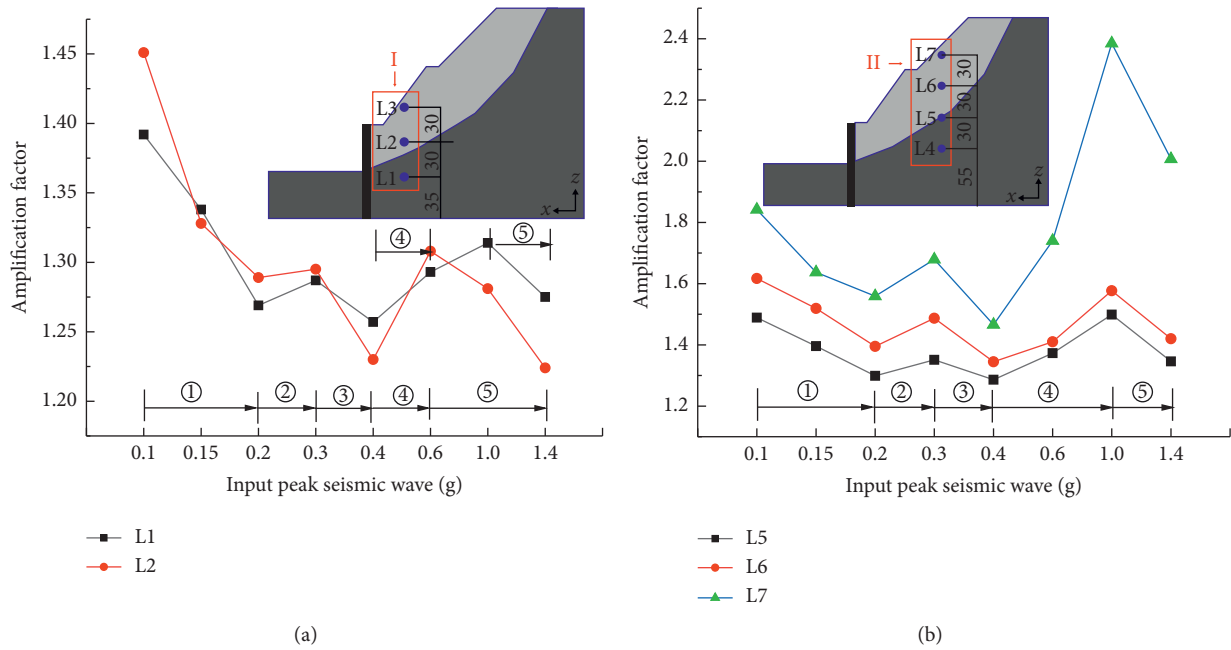 Amplification factor
1.45
1.40
1.35
1.30
1.25
1.20
I
L3
L2
L1
30
30
35
z
x
④
⑤
① ② ③ ④ ⑤
0.1 0.15 0.2 0.3 0.4 0.6 1.0 1.4
Input peak seismic wave (g)
L1
L2
(a)
Amplification factor
2.4
2.2
2.0
1.8
1.6
1.4
1.2
II
L7
L6
L5
L4
30
30
30
55
z
x
① ② ③ ④ ⑤
0.1 0.15 0.2 0.3 0.4 0.6 1.0 1.4
Input peak seismic wave (g)
L5
L6
L7
(b)